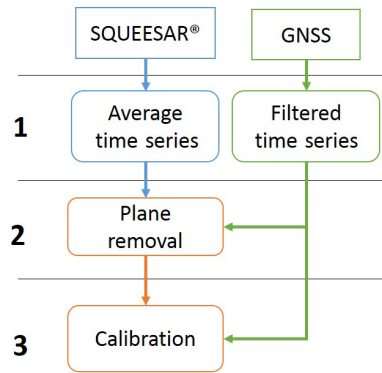 SQUEESAR®
GNSS
1
Average
time series
Filtered
time series
2
Plane
removal
3
Calibration